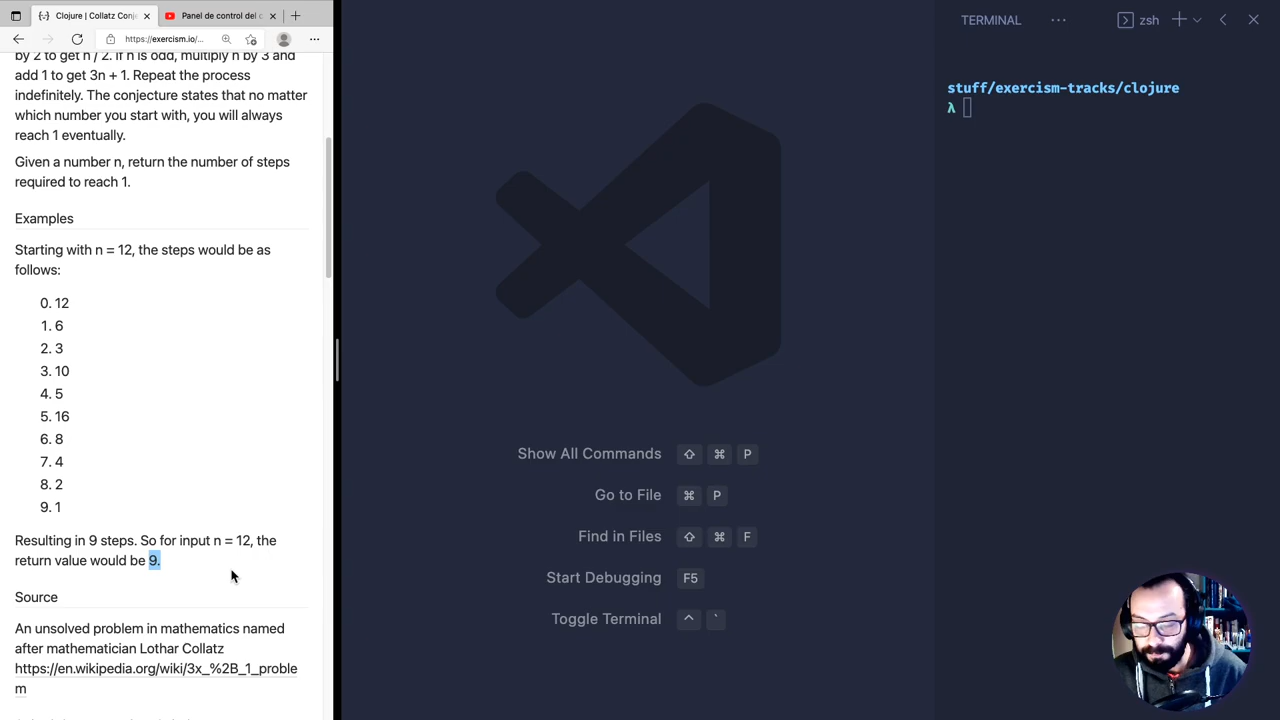 Clojure | Collatz Conje
Panel de control del c
https://exercism.io/...
by 2 to get n / 2. If n is odd, multiply n by 3 and
add 1 to get 3n + 1. Repeat the process
indefinitely. The conjecture states that no matter
which number you start with, you will always
reach 1 eventually.
Given a number n, return the number of steps
required to reach 1.
Examples
Starting with n = 12, the steps would be as
follows:
0. 12
1. 6
2. 3
3. 10
4. 5
5. 16
6. 8
7. 4
8. 2
9. 1
Resulting in 9 steps. So for input n = 12, the
return value would be 9.
Source
An unsolved problem in mathematics named
after mathematician Lothar Collatz
https://en.wikipedia.org/wiki/3x_%2B_1_proble
m
Show All Commands ⇧ ⌘ P
Go to File ⌘ P
Find in Files ⇧ ⌘ F
Start Debugging F5
Toggle Terminal ^ `
TERMINAL ··· zsh
stuff/exercism-tracks/clojure
λ